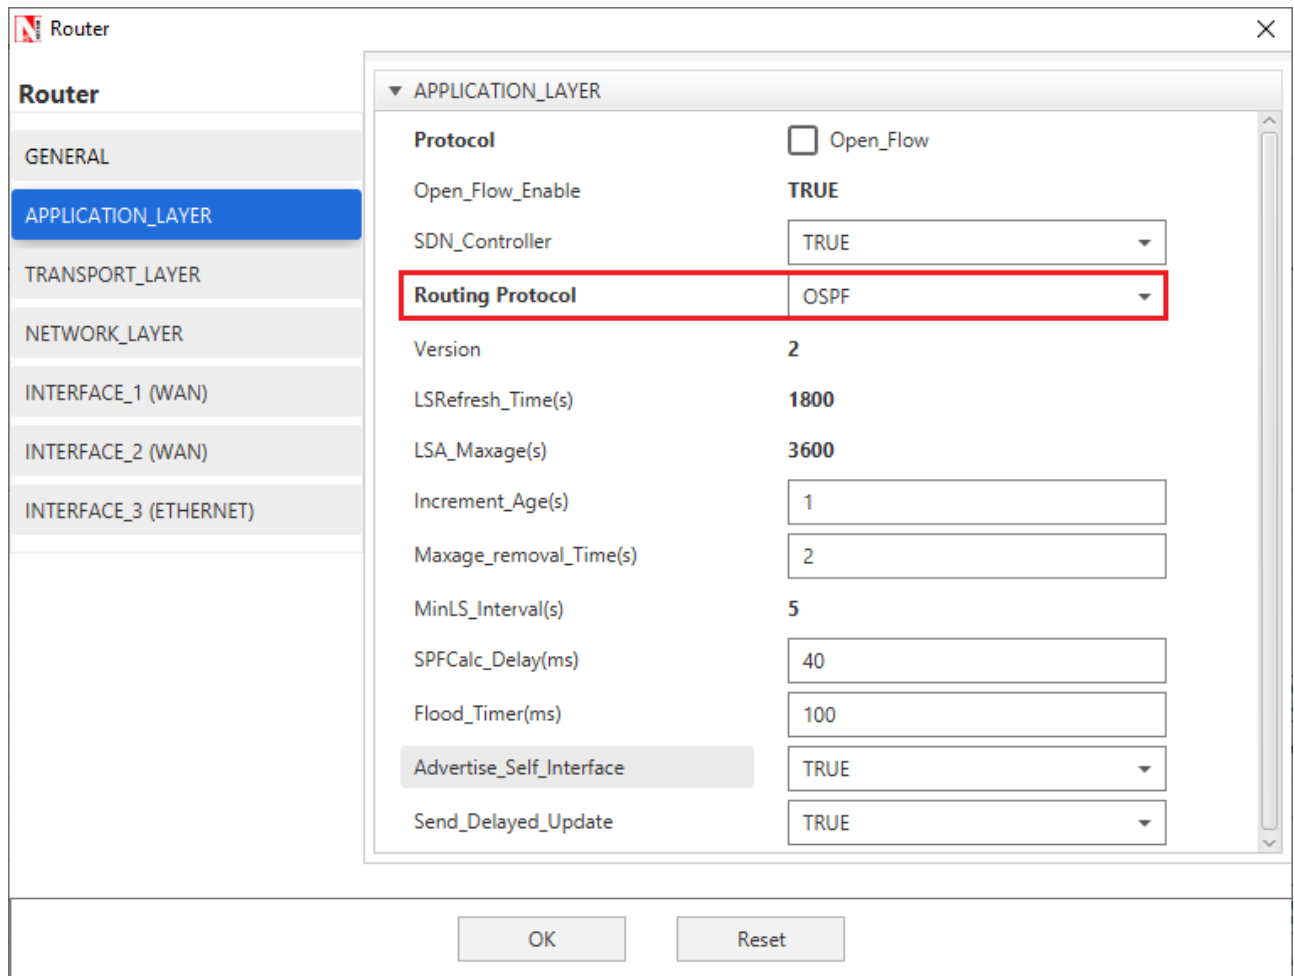 Router
Router
GENERAL
APPLICATION_LAYER
TRANSPORT_LAYER
NETWORK_LAYER
INTERFACE_1 (WAN)
INTERFACE_2 (WAN)
INTERFACE_3 (ETHERNET)
APPLICATION_LAYER
Protocol Open_Flow
Open_Flow_Enable TRUE
SDN_Controller TRUE
Routing Protocol OSPF
Version 2
LSRefresh_Time(s) 1800
LSA_Maxage(s) 3600
Increment_Age(s) 1
Maxage_removal_Time(s) 2
MinLS_Interval(s) 5
SPFCalc_Delay(ms) 40
Flood_Timer(ms) 100
Advertise_Self_Interface TRUE
Send_Delayed_Update TRUE
OK Reset